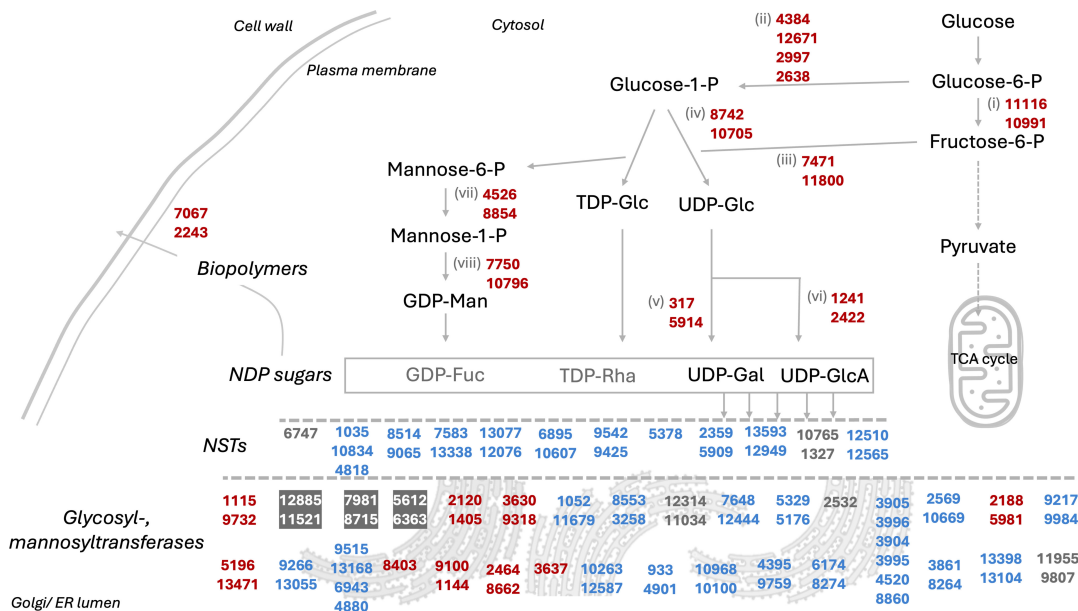 Cell wall
Cytosol
Plasma membrane
Glucose
Glucose-6-P
(i) 11116
10991
Fructose-6-P
Pyruvate
TCA cycle
(ii) 4384
12671
2997
2638
Glucose-1-P
(iv) 8742
10705
(iii) 7471
11800
Mannose-6-P
(vii) 4526
8854
Mannose-1-P
(viii) 7750
10796
GDP-Man
TDP-Glc
UDP-Glc
(v) 317
5914
(vi) 1241
2422
7067
2243
Biopolymers
NDP sugars
GDP-Fuc TDP-Rha UDP-Gal UDP-GlcA
NSTs
6747 1035 8514 7583 13077 6895 9542 5378 2359 13593 10765 12510
10834 9065 13338 12076 10607 9425 5909 12949 1327 12565
4818
Glycosyl-,
mannosyltransferases
1115 12885 7981 5612 2120 3630 1052 8553 12314 7648 5329 2532 3905 2569 2188 9217
9732 11521 8715 6363 1405 9318 11679 3258 11034 12444 5176 3996 10669 5981 9984
3904
9515
5196 9266 13168 8403 9100 2464 3637 10263 933 10968 4395 6174 3995 3861 13398 11955
13471 13055 6943 1144 8662 12587 4901 10100 9759 8274 4520 8264 13104 9807
4880 8860
Golgi/ ER lumen